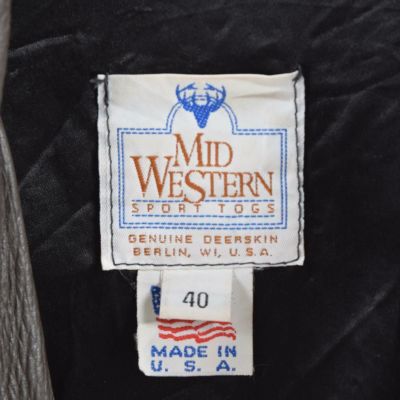 MID
WESTERN
SPORT TOGS
GENUINE DEERSKIN
BERLIN, WI, U.S.A.
40
MADE IN
U. S. A.